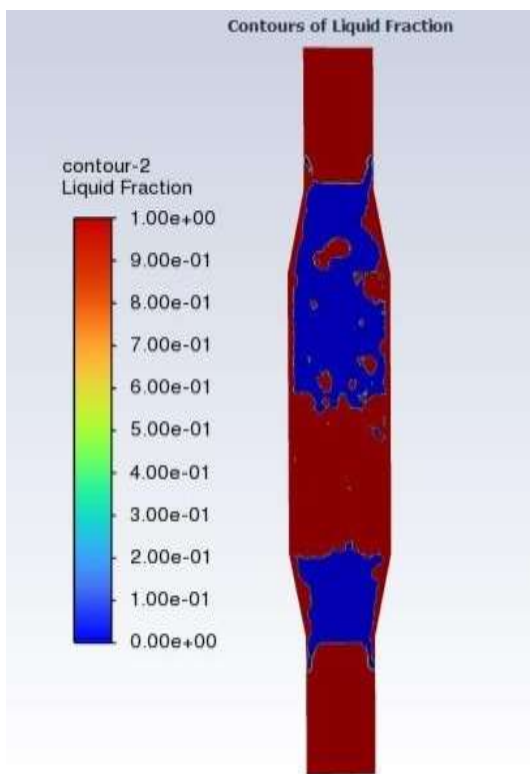 Contours of Liquid Fraction
contour-2
Liquid Fraction
1.00e+00
9.00e-01
8.00e-01
7.00e-01
6.00e-01
5.00e-01
4.00e-01
3.00e-01
2.00e-01
1.00e-01
0.00e+00